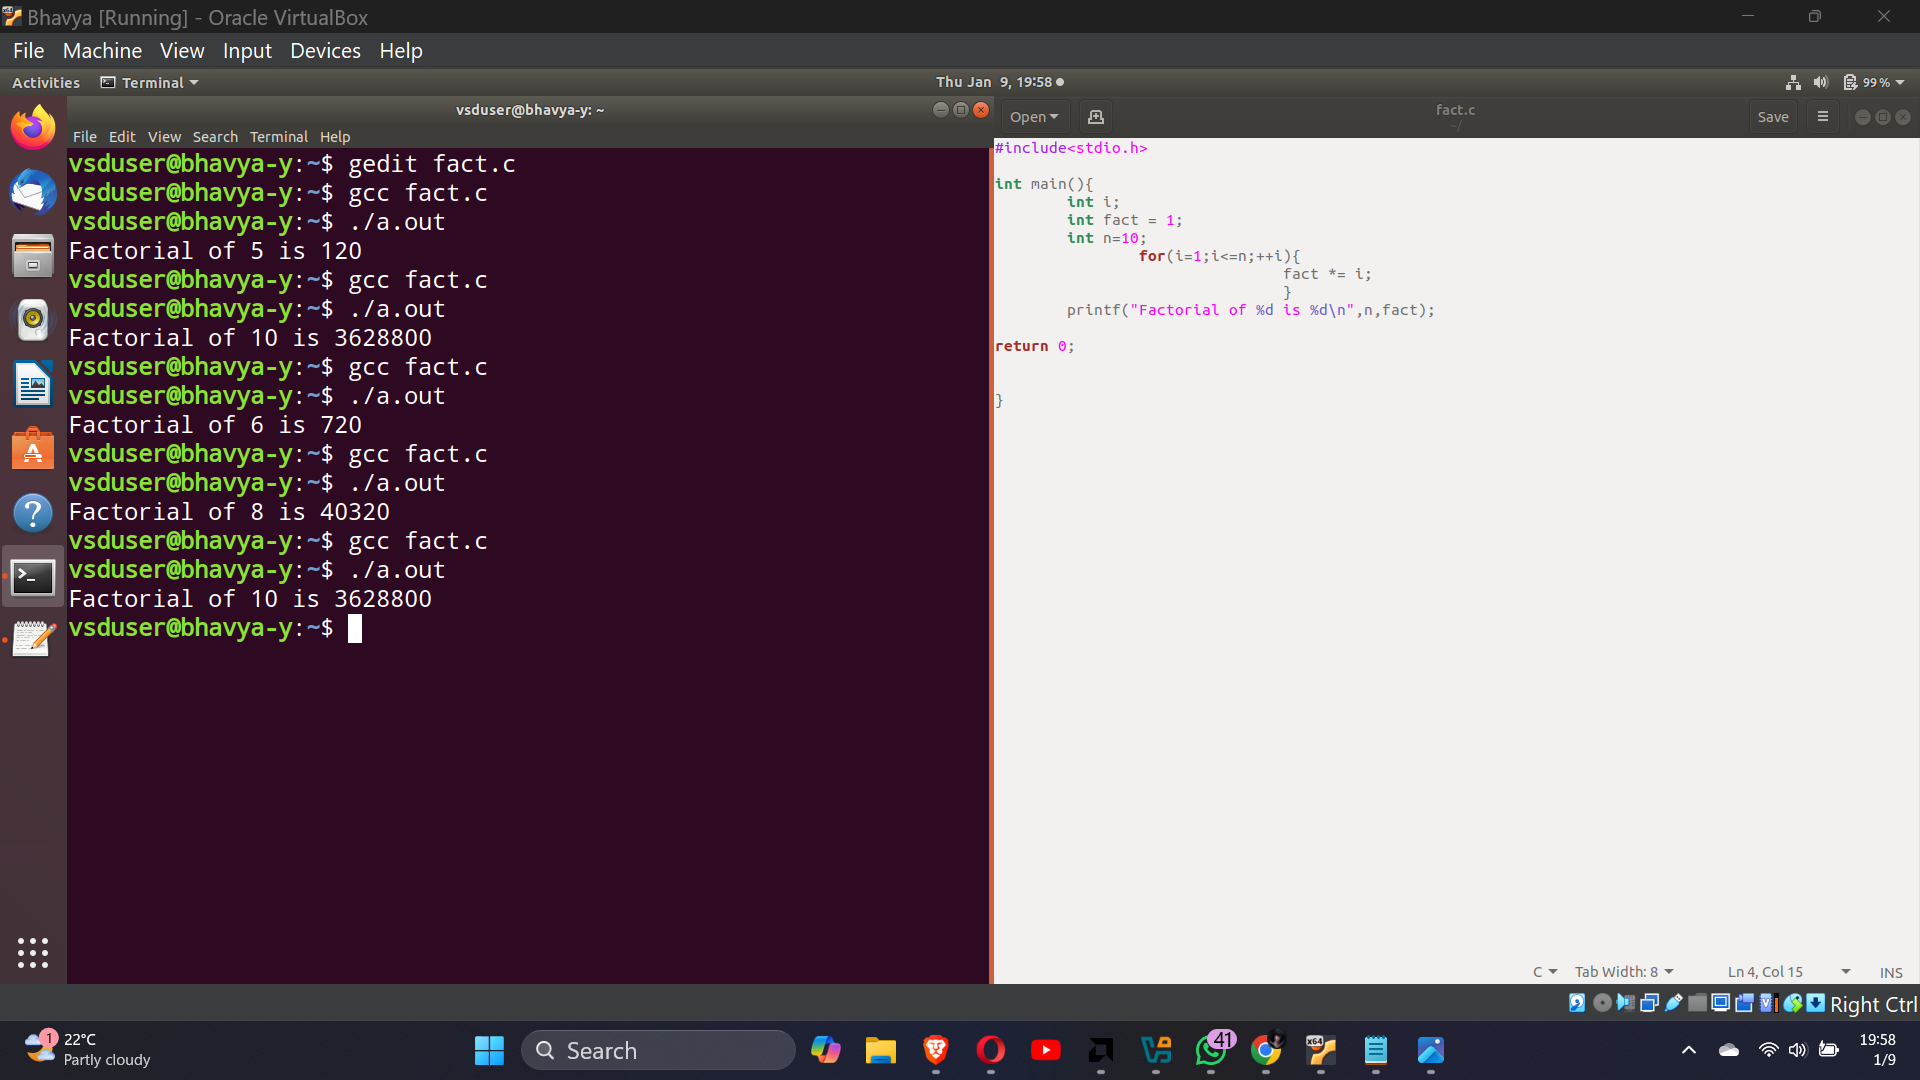 Bhavya [Running] - Oracle VirtualBox
File Machine View Input Devices Help
Activities Terminal Thu Jan 9, 19:58 99 %
vsduser@bhavya-y: ~
File Edit View Search Terminal Help
vsduser@bhavya-y:~$ gedit fact.c
vsduser@bhavya-y:~$ gcc fact.c
vsduser@bhavya-y:~$ ./a.out
Factorial of 5 is 120
vsduser@bhavya-y:~$ gcc fact.c
vsduser@bhavya-y:~$ ./a.out
Factorial of 10 is 3628800
vsduser@bhavya-y:~$ gcc fact.c
vsduser@bhavya-y:~$ ./a.out
Factorial of 6 is 720
vsduser@bhavya-y:~$ gcc fact.c
vsduser@bhavya-y:~$ ./a.out
Factorial of 8 is 40320
vsduser@bhavya-y:~$ gcc fact.c
vsduser@bhavya-y:~$ ./a.out
Factorial of 10 is 3628800
vsduser@bhavya-y:~$
Open fact.c Save
~/
#include<stdio.h>
int main(){
int i;
int fact = 1;
int n=10;
for(i=1;i<=n;++i){
fact *= i;
}
printf("Factorial of %d is %d\n",n,fact);
return 0;
}
C Tab Width: 8 Ln 4, Col 15 INS
Right Ctrl
1 22°C
Partly cloudy
Search
x64
41
19:58
1/9